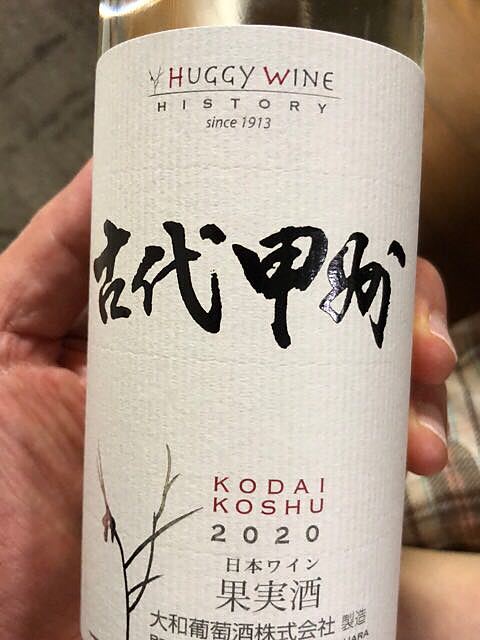 HUGGY WINE
HISTORY
since 1913
古代甲州
KODAI
KOSHU
2020
日本ワイン
果実酒
大和葡萄酒株式会社 製造